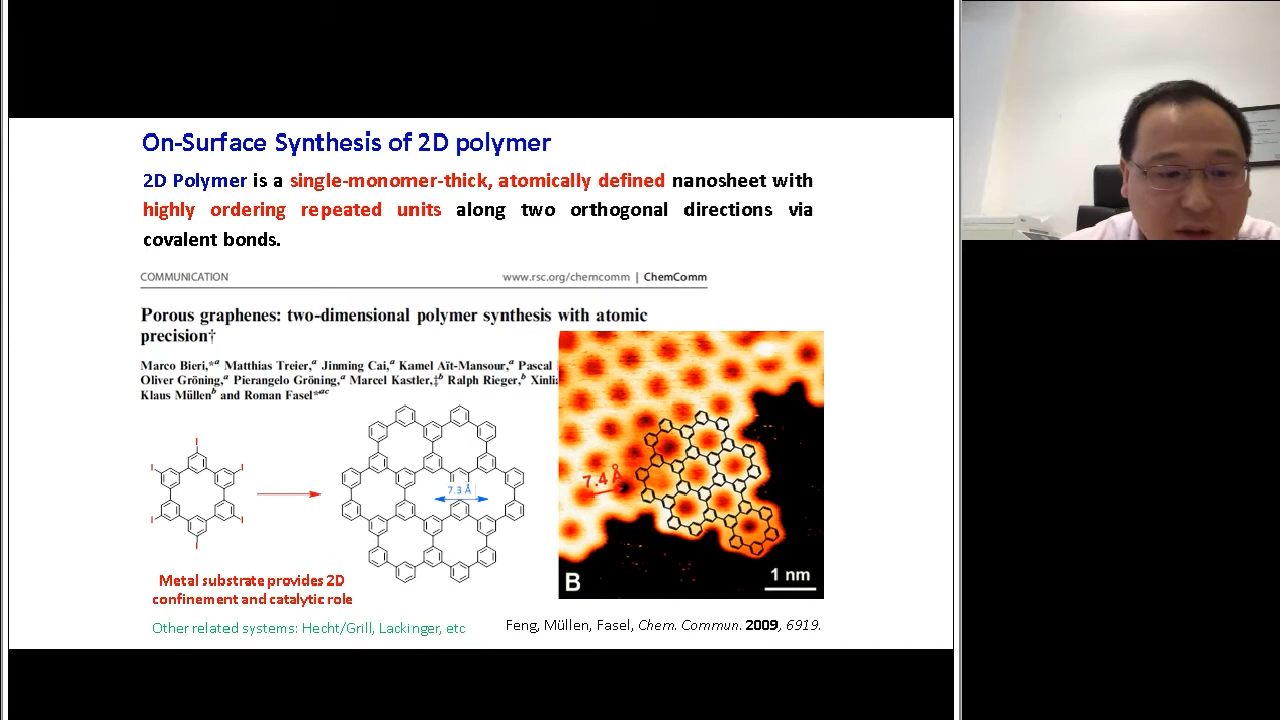 On-Surface Synthesis of 2D polymer
2D Polymer is a single-monomer-thick, atomically defined nanosheet with
highly ordering repeated units along two orthogonal directions via
covalent bonds.
COMMUNICATION www.rsc.org/chemcomm | ChemComm
Porous graphenes: two-dimensional polymer synthesis with atomic
precision†
Marco Bieri,*ᵃ Matthias Treier,ᵃ Jinming Cai,ᵃ Kamel Aït-Mansour,ᵃ Pascal
Oliver Gröning,ᵃ Pierangelo Gröning,ᵃ Marcel Kastler,‡ᵇ Ralph Rieger,ᵇ Xinlia
Klaus Müllenᵇ and Roman Fasel*ᵃᶜ
I
I I
I I
I
7.3 Å
7.4 Å
B
1 nm
Metal substrate provides 2D
confinement and catalytic role
Other related systems: Hecht/Grill, Lackinger, etc
Feng, Müllen, Fasel, Chem. Commun. 2009, 6919.